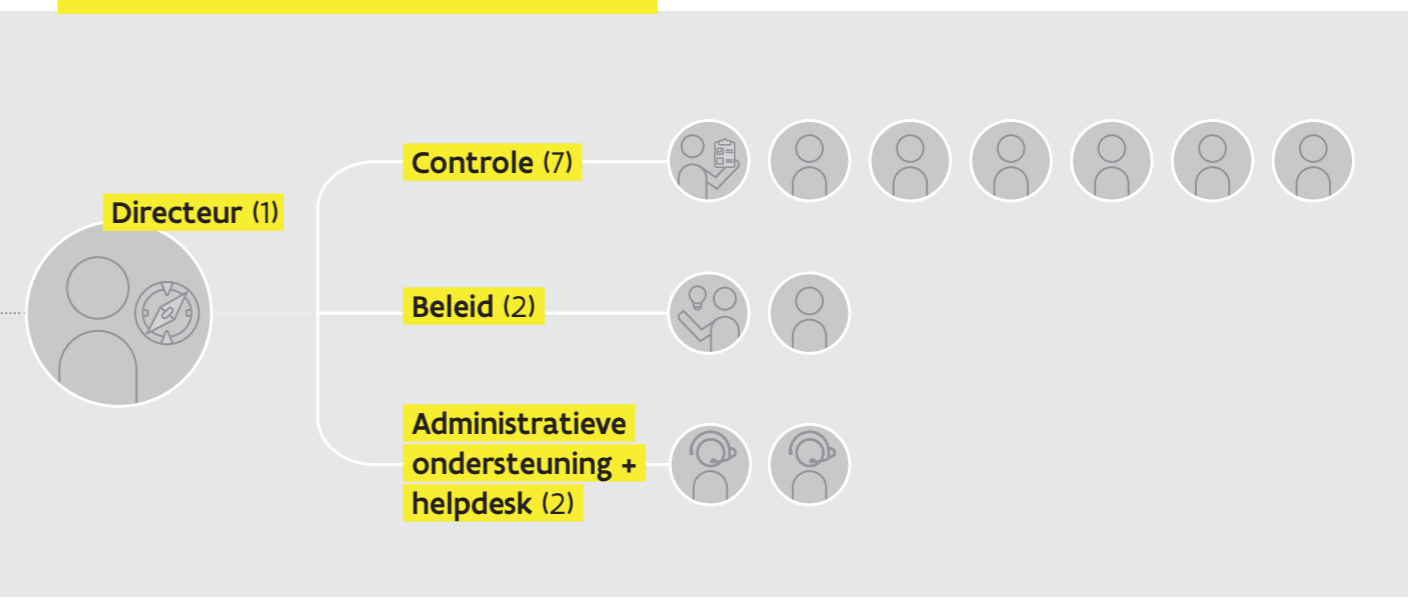 Directeur (1)
Controle (7)
Beleid (2)
Administratieve
ondersteuning +
helpdesk (2)